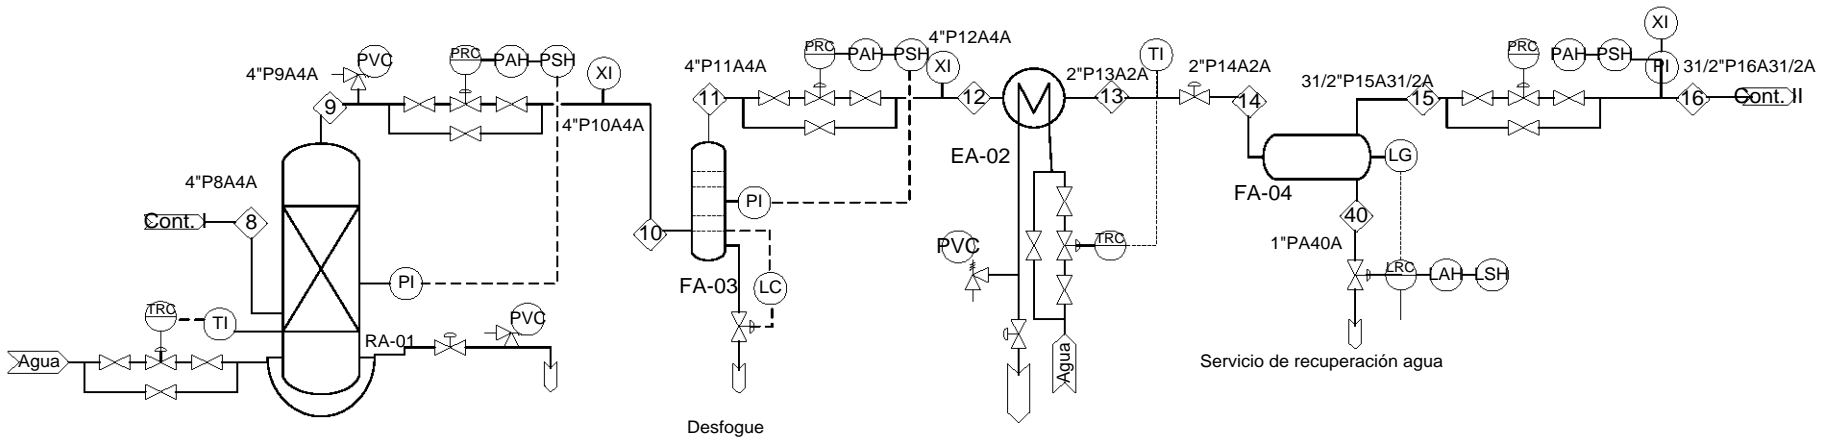 4"P8A4A
Cont. I
8
TRC
TI
Agua
RA-01
PVC
PI
4"P9A4A
9
PVC
PRC
PAH
PSH
XI
4"P10A4A
10
FA-03
LC
PI
Desfogue
4"P11A4A
11
PRC
PAH
PSH
XI
4"P12A4A
12
EA-02
PVC
Agua
TRC
TI
2"P13A2A
13
2"P14A2A
14
FA-04
LG
40
1"PA40A
LRC
LAH
LSH
Servicio de recuperación agua
31/2"P15A31/2A
15
PRC
PAH
PSH
XI
PI
31/2"P16A31/2A
16
Cont. II